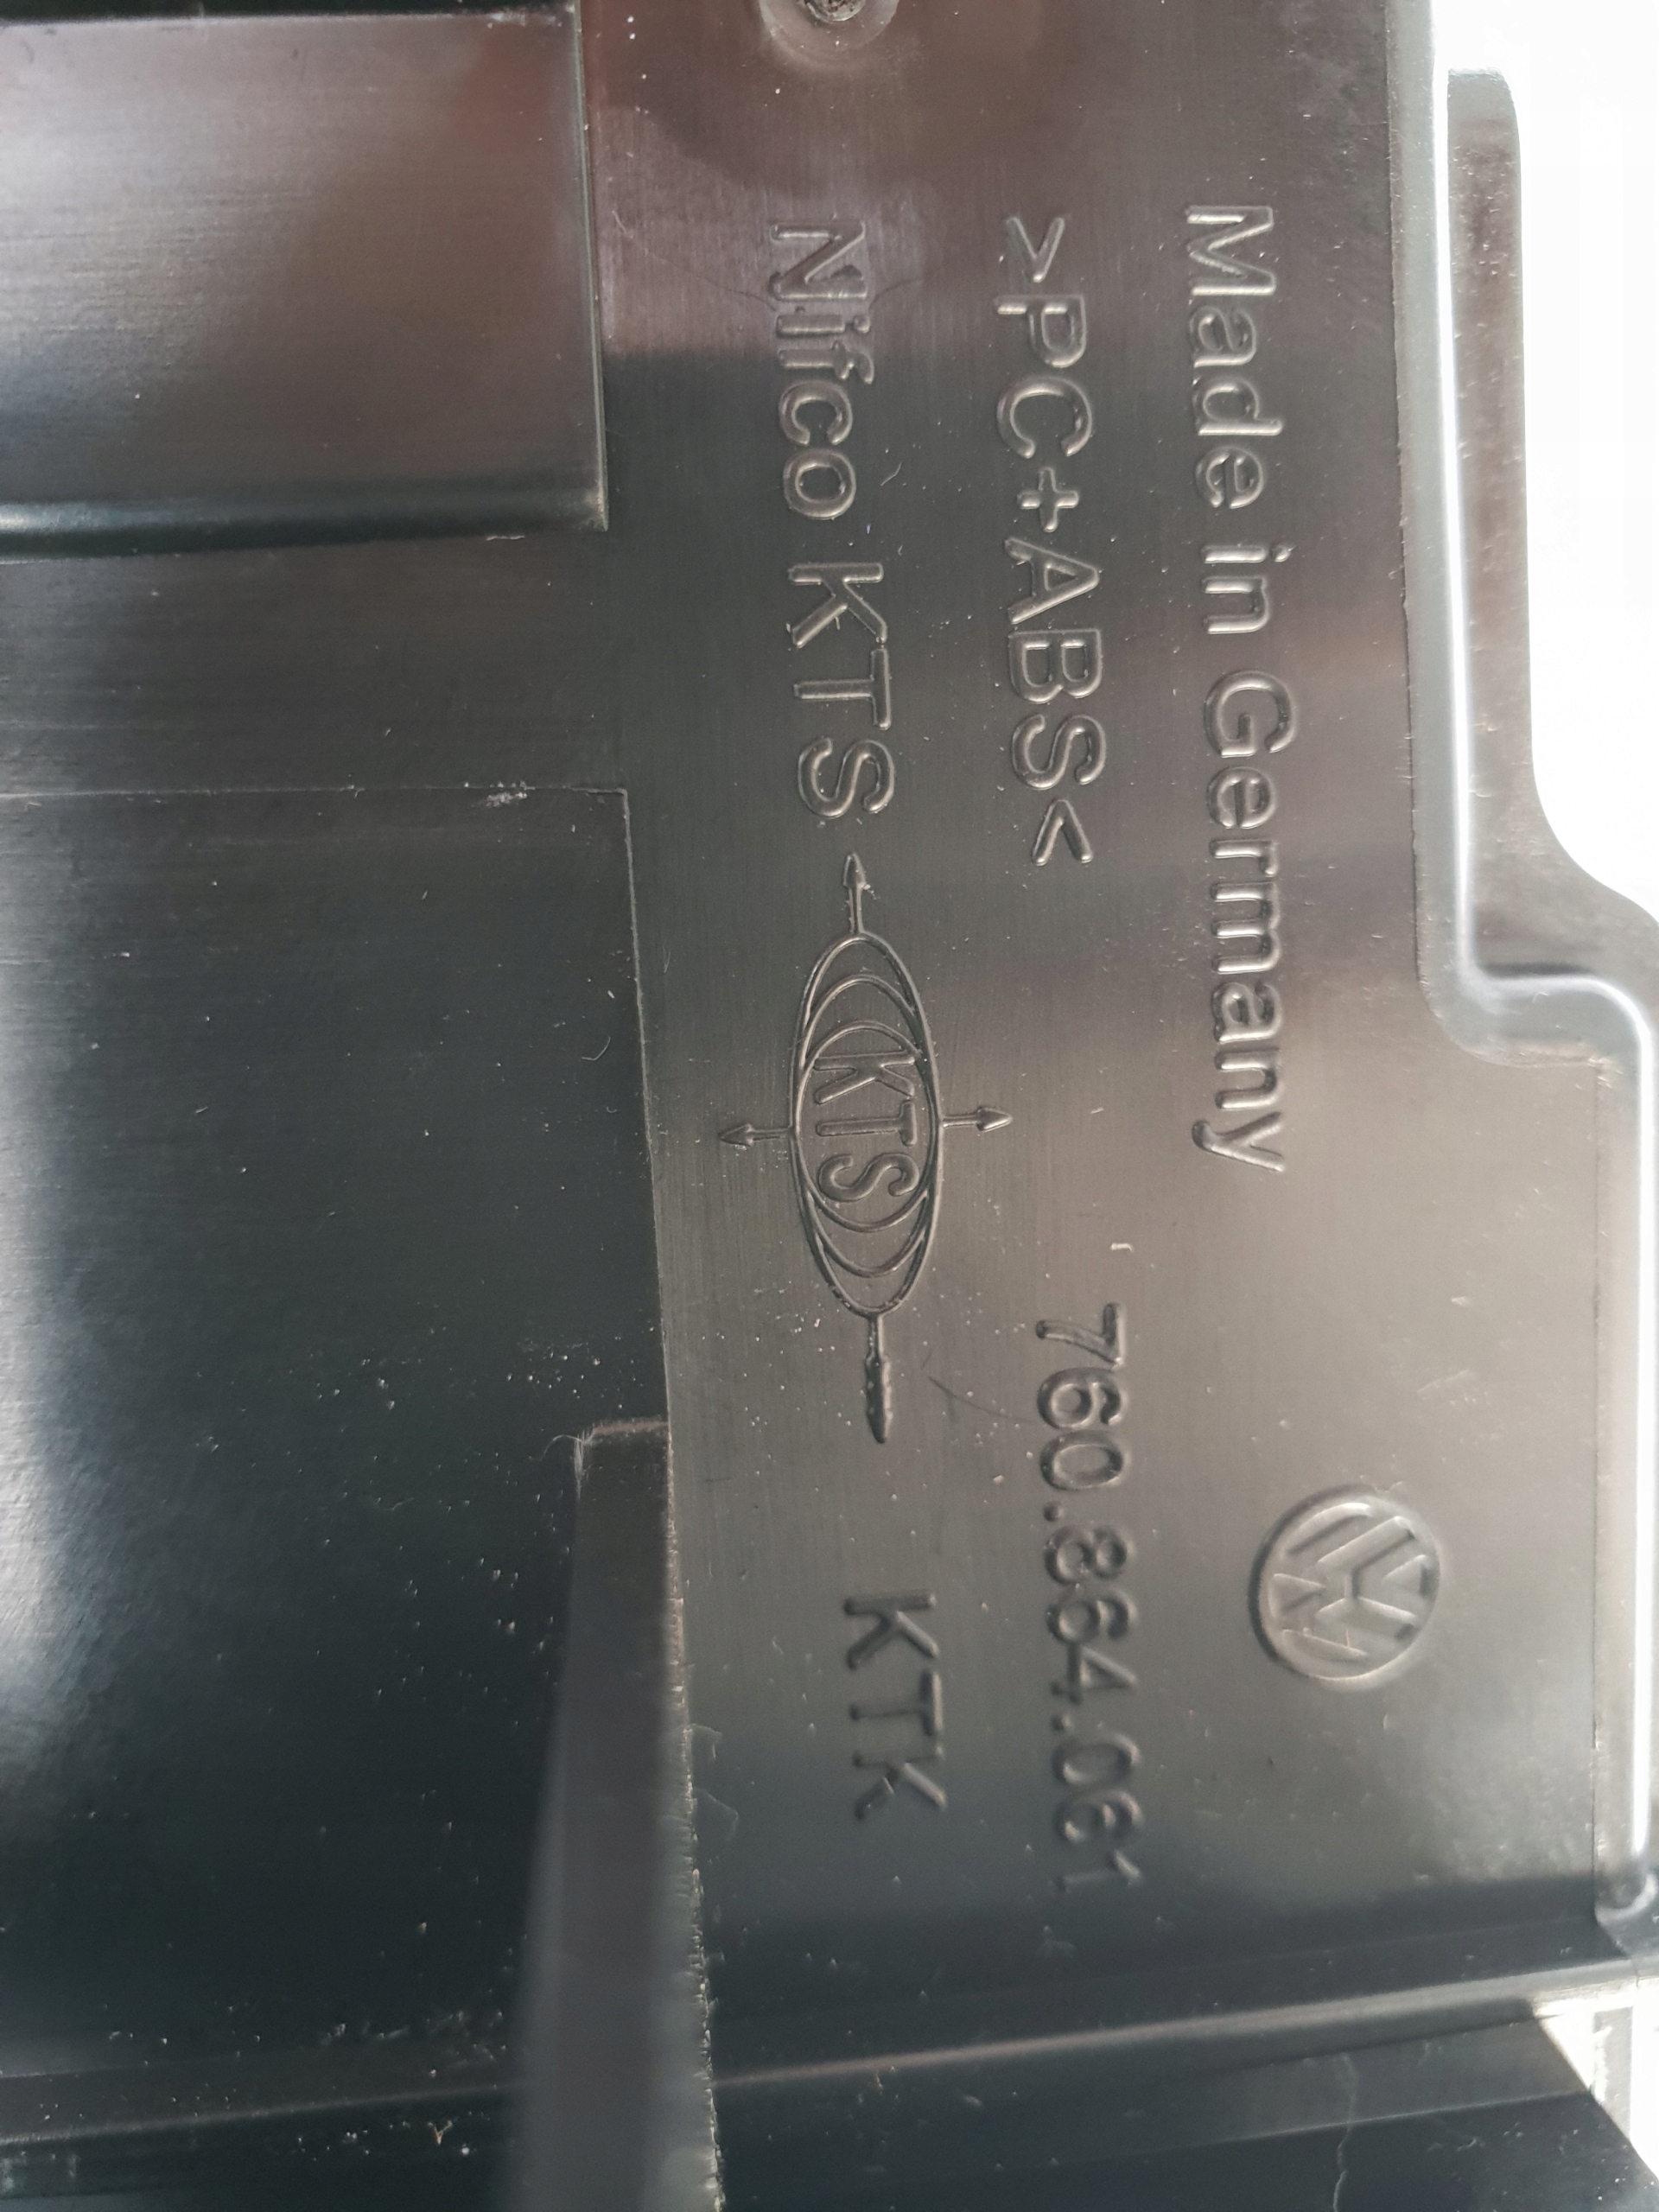 Made in Germany
>PC+ABS<
760.864.061
Nifco KTS
KTS
KTK